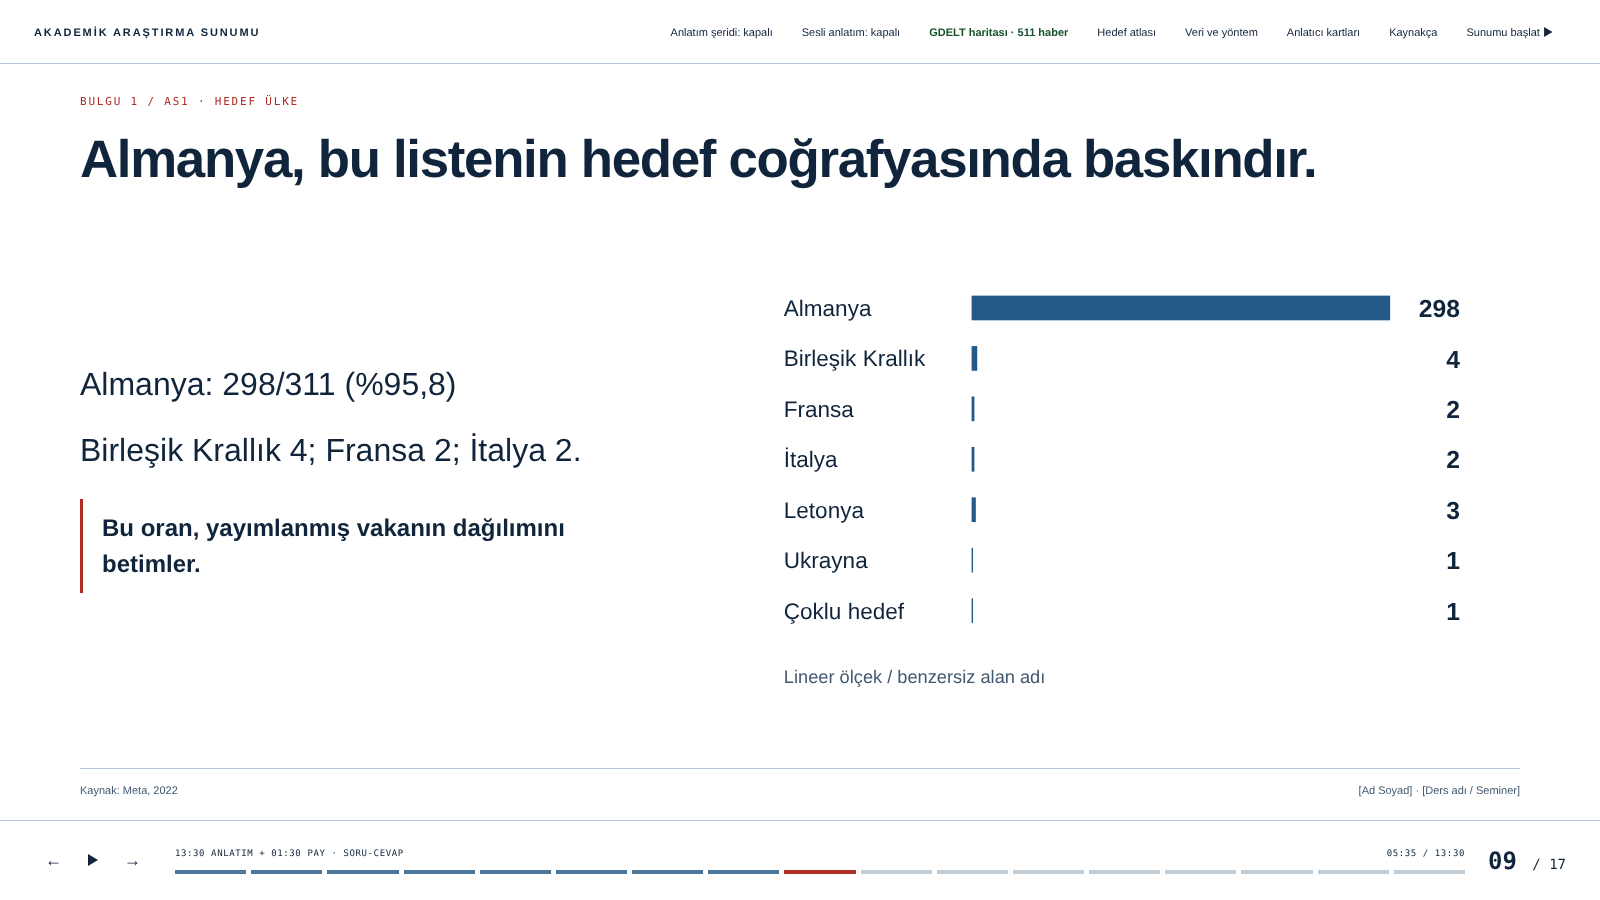 AKADEMİK ARAŞTIRMA SUNUMU
Anlatım şeridi: kapalı
Sesli anlatım: kapalı
GDELT haritası · 511 haber
Hedef atlası
Veri ve yöntem
Anlatıcı kartları
Kaynakça
Sunumu başlat
BULGU 1 / AS1 · HEDEF ÜLKE
Almanya, bu listenin hedef coğrafyasında baskındır.
Almanya: 298/311 (%95,8)
Birleşik Krallık 4; Fransa 2; İtalya 2.
Bu oran, yayımlanmış vakanın dağılımını
betimler.
Almanya 298
Birleşik Krallık 4
Fransa 2
İtalya 2
Letonya 3
Ukrayna 1
Çoklu hedef 1
Lineer ölçek / benzersiz alan adı
Kaynak: Meta, 2022
[Ad Soyad] · [Ders adı / Seminer]
13:30 ANLATIM + 01:30 PAY · SORU-CEVAP
05:35 / 13:30
09 / 17